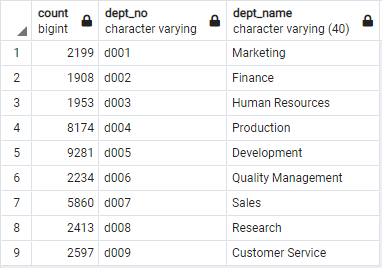 count dept_no dept_name
bigint character varying character varying (40)
1 2199 d001 Marketing
2 1908 d002 Finance
3 1953 d003 Human Resources
4 8174 d004 Production
5 9281 d005 Development
6 2234 d006 Quality Management
7 5860 d007 Sales
8 2413 d008 Research
9 2597 d009 Customer Service